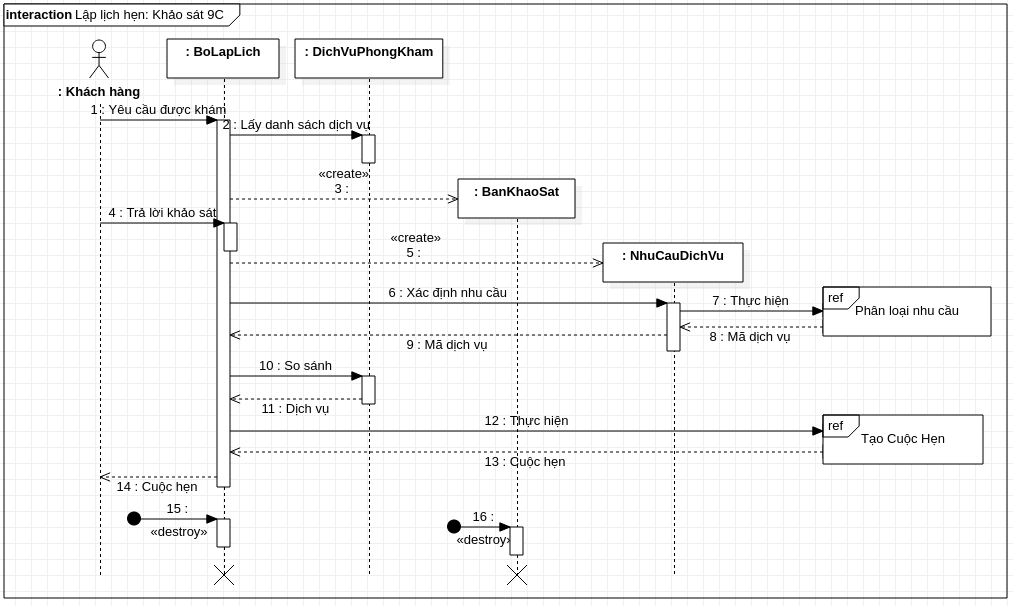 interaction Lập lịch hẹn: Khảo sát 9C
: Khách hàng
: BoLapLich
: DichVuPhongKham
1 : Yêu cầu được khám
2 : Lấy danh sách dịch vụ
«create»
3 :
: BanKhaoSat
4 : Trả lời khảo sát
«create»
5 :
: NhuCauDichVu
6 : Xác định nhu cầu
7 : Thực hiện
ref
Phân loại nhu cầu
8 : Mã dịch vụ
9 : Mã dịch vụ
10 : So sánh
11 : Dịch vụ
12 : Thực hiện
ref
Tạo Cuộc Hẹn
13 : Cuộc hẹn
14 : Cuộc hẹn
15 :
«destroy»
16 :
«destroy»